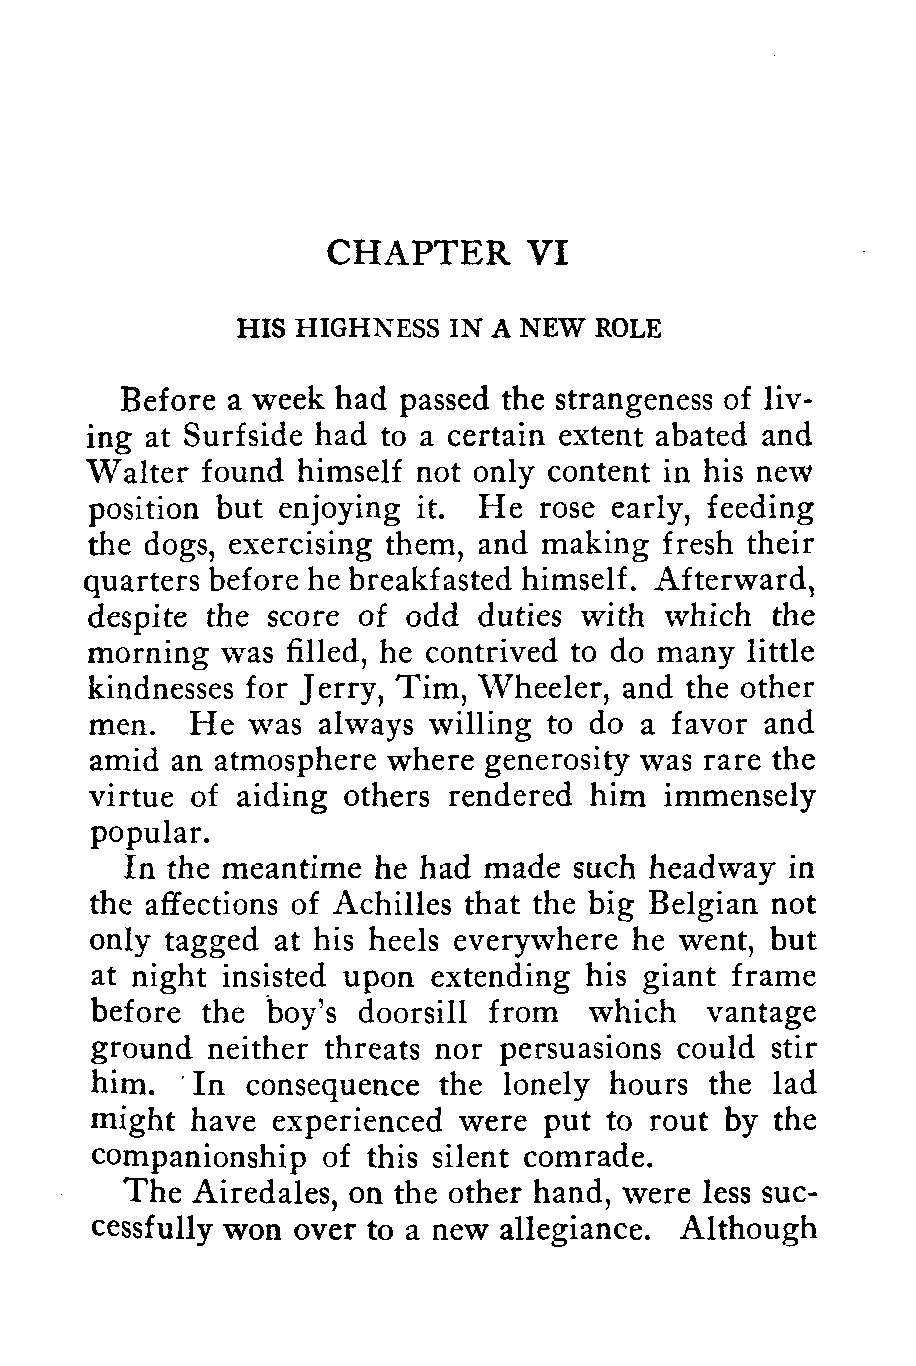 CHAPTER VI
HIS HIGHNESS IN A NEW ROLE
Before a week had passed the strangeness of liv-
ing at Surfside had to a certain extent abated and
Walter found himself not only content in his new
position but enjoying it. He rose early, feeding
the dogs, exercising them, and making fresh their
quarters before he breakfasted himself. Afterward,
despite the score of odd duties with which the
morning was filled, he contrived to do many little
kindnesses for Jerry, Tim, Wheeler, and the other
men. He was always willing to do a favor and
amid an atmosphere where generosity was rare the
virtue of aiding others rendered him immensely
popular.
In the meantime he had made such headway in
the affections of Achilles that the big Belgian not
only tagged at his heels everywhere he went, but
at night insisted upon extending his giant frame
before the boy's doorsill from which vantage
ground neither threats nor persuasions could stir
him. In consequence the lonely hours the lad
might have experienced were put to rout by the
companionship of this silent comrade.
The Airedales, on the other hand, were less suc-
cessfully won over to a new allegiance. Although